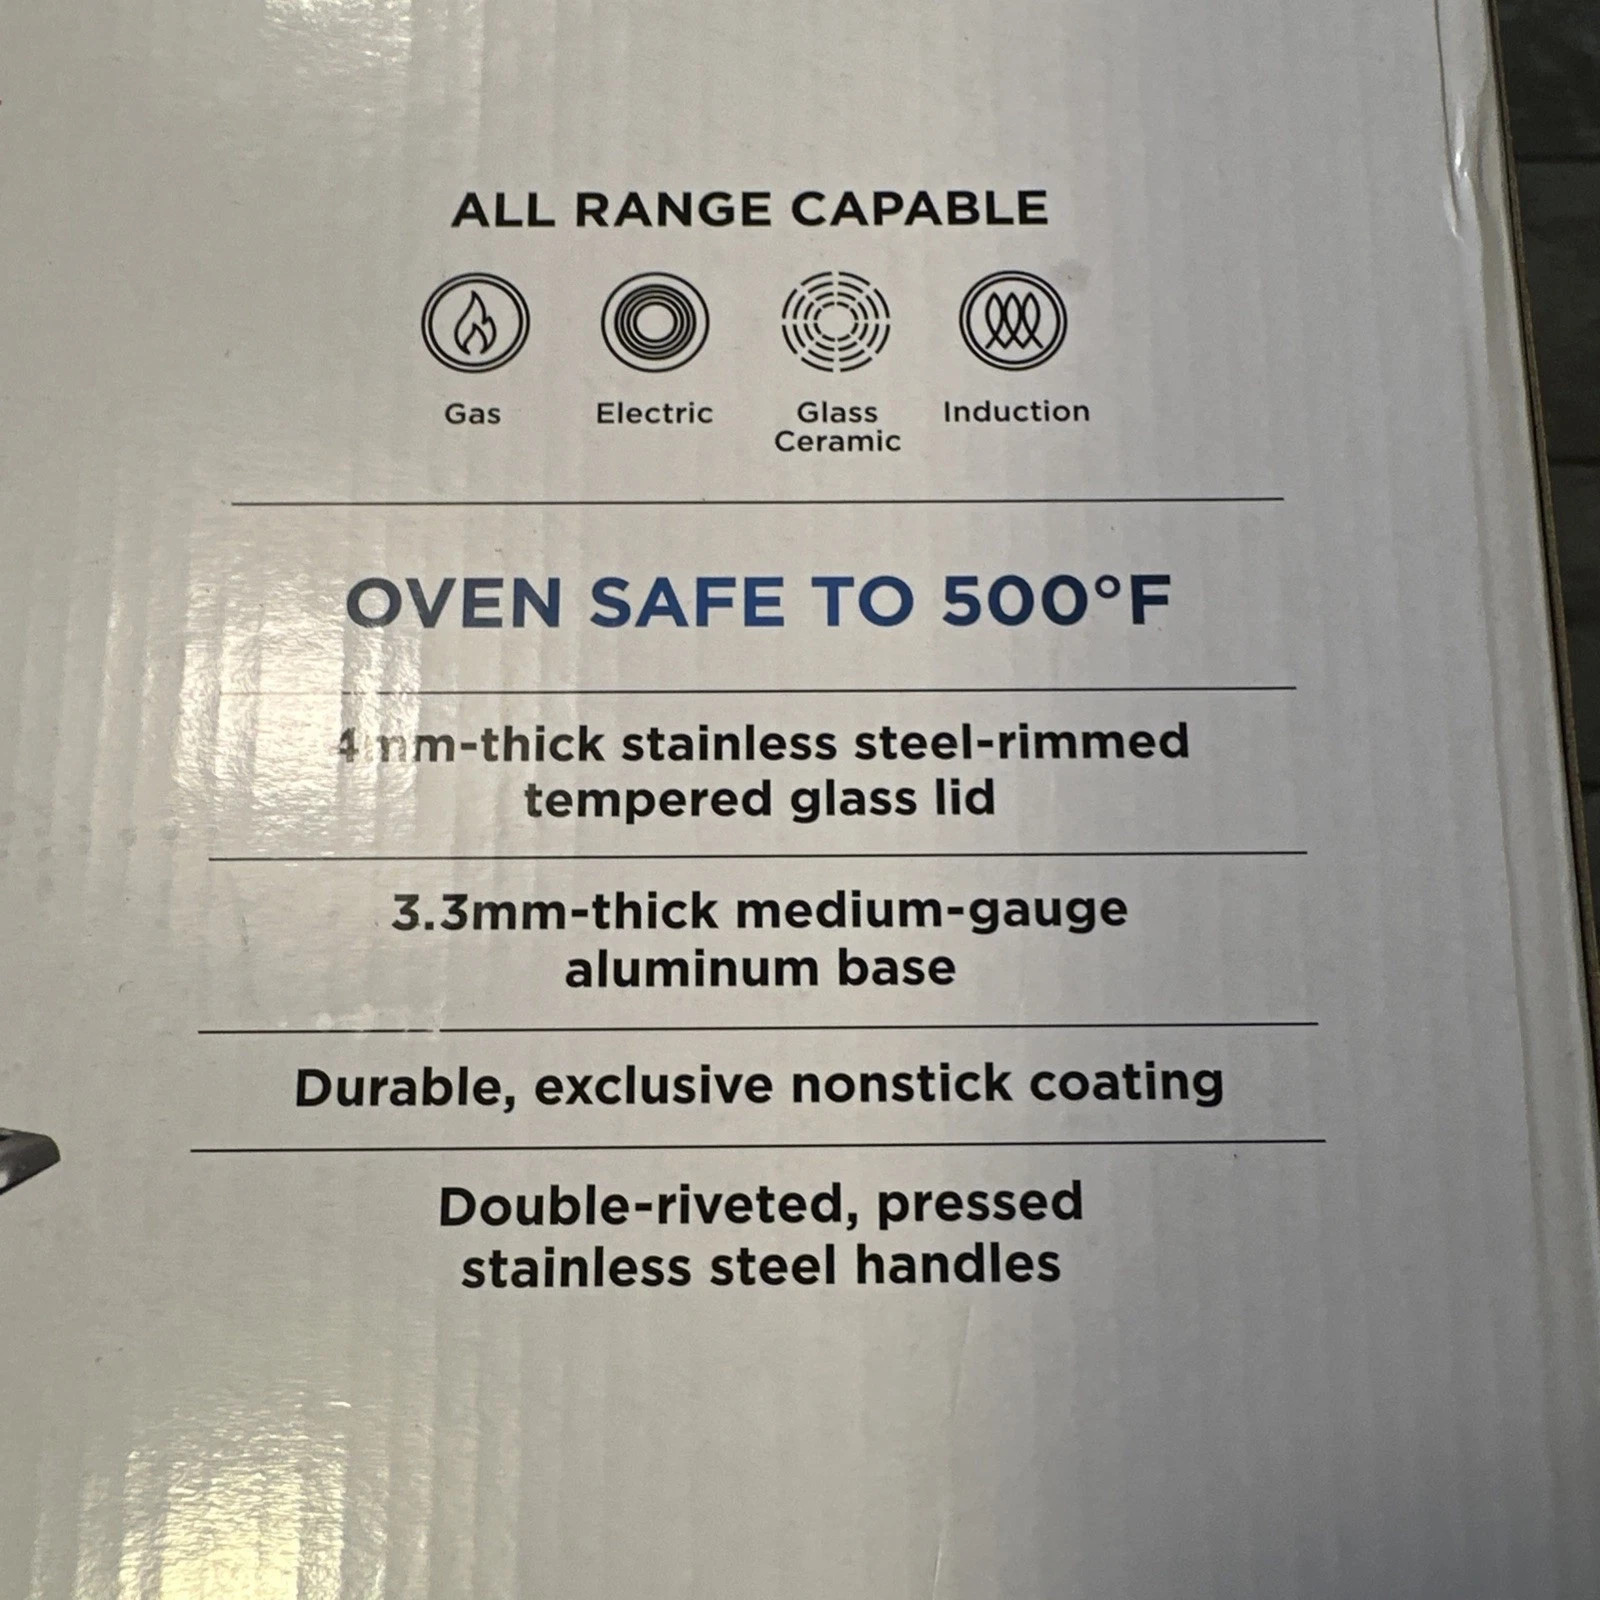 ALL RANGE CAPABLE
Gas Electric Glass Induction
Ceramic
OVEN SAFE TO 500°F
4mm-thick stainless steel-rimmed
tempered glass lid
3.3mm-thick medium-gauge
aluminum base
Durable, exclusive nonstick coating
Double-riveted, pressed
stainless steel handles